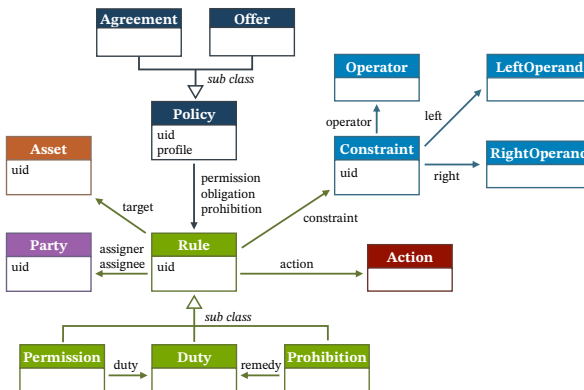 Agreement
Offer
sub class
Operator
LeftOperand
Policy
uid
profile
operator
left
Asset
uid
Constraint
uid
RightOperand
right
permission
obligation
prohibition
target
constraint
Party
uid
assigner
assignee
Rule
uid
action
Action
sub class
Permission
duty
Duty
remedy
Prohibition